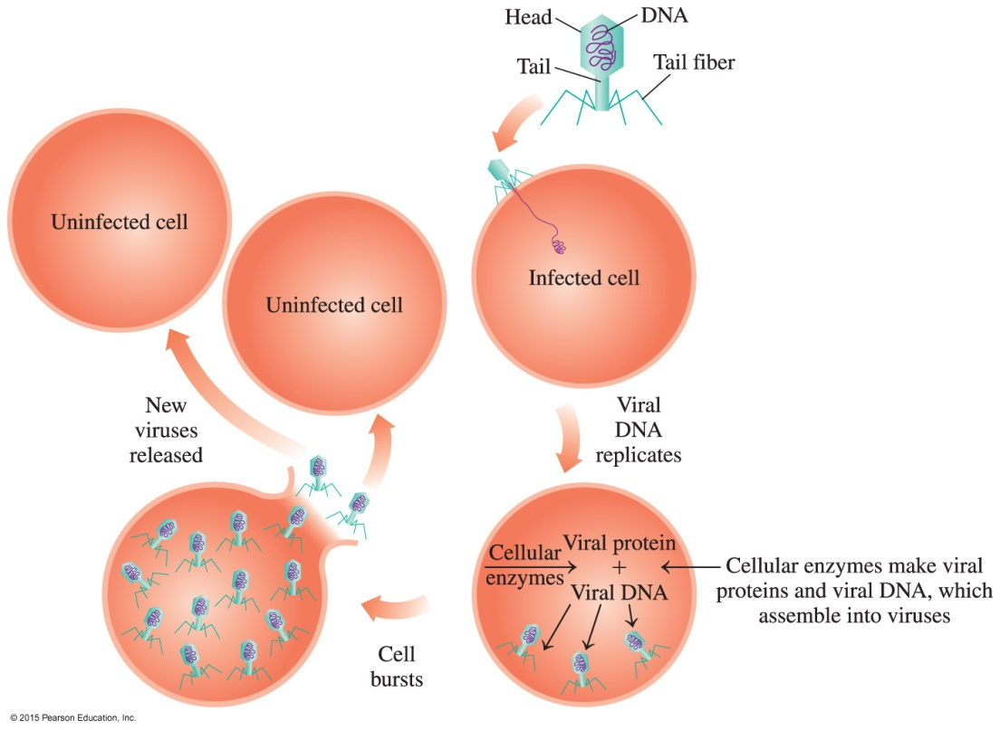 Head
DNA
Tail
Tail fiber
Uninfected cell
Uninfected cell
Infected cell
New
viruses
released
Viral
DNA
replicates
Cellular
enzymes
Viral protein
+
Viral DNA
Cellular enzymes make viral
proteins and viral DNA, which
assemble into viruses
Cell
bursts
© 2015 Pearson Education, Inc.